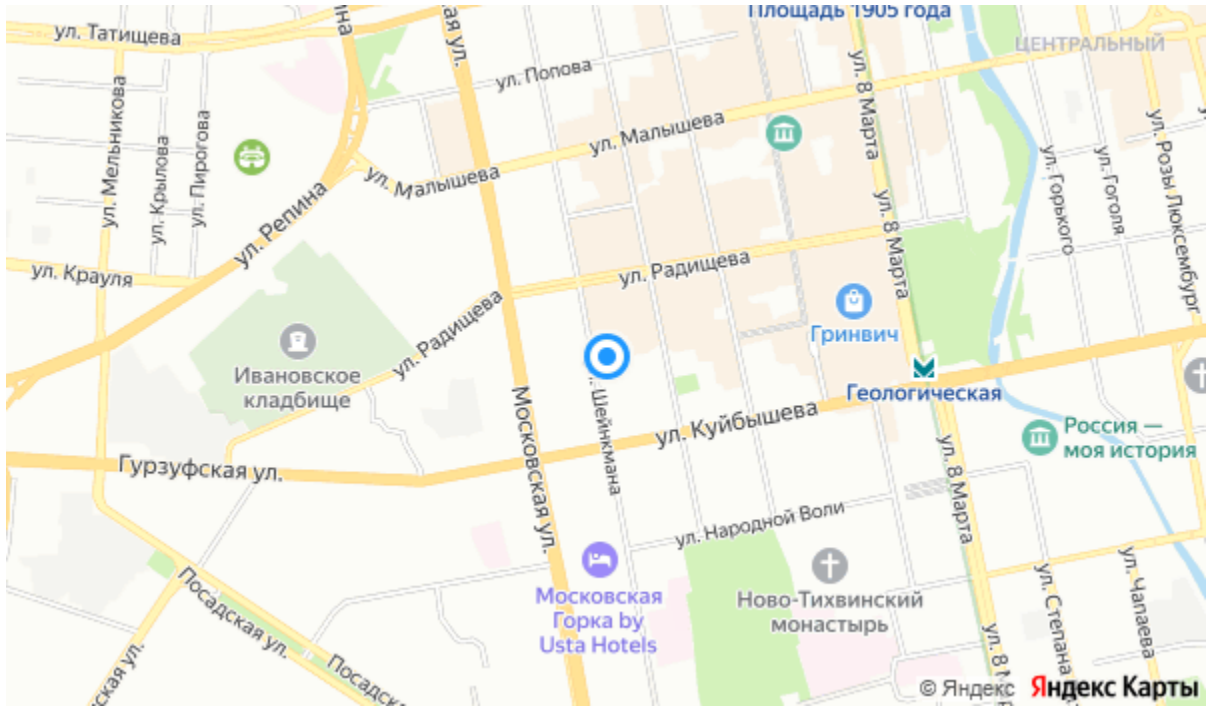 Площадь 1905 года
ул. Татищева
ул. Попова
ЦЕНТРАЛЬНЫЙ
ул. 8 Марта
ул. Малышева
ул. Мельникова
ул. Крылова
ул. Пирогова
ул. Малышева
ул. Репина
ул. Горького
ул. Гоголя
ул. Розы Люксембург
ул. 8 Марта
ул. Крауля
ул. Радищева
ул. Радищева
Гринвич
Ивановское
кладбище
Геологическая
Московская ул.
Шейнкмана
ул. Куйбышева
Россия —
моя история
Гурзуфская ул.
ул. 8 Марта
ул. Народной Воли
Московская
Горка by
Usta Hotels
Ново-Тихвинский
монастырь
Посадская ул.
Посадск
ул. Степана
ул. Чапаева
ул. 8 М
ская ул.
© Яндекс Яндекс Карты